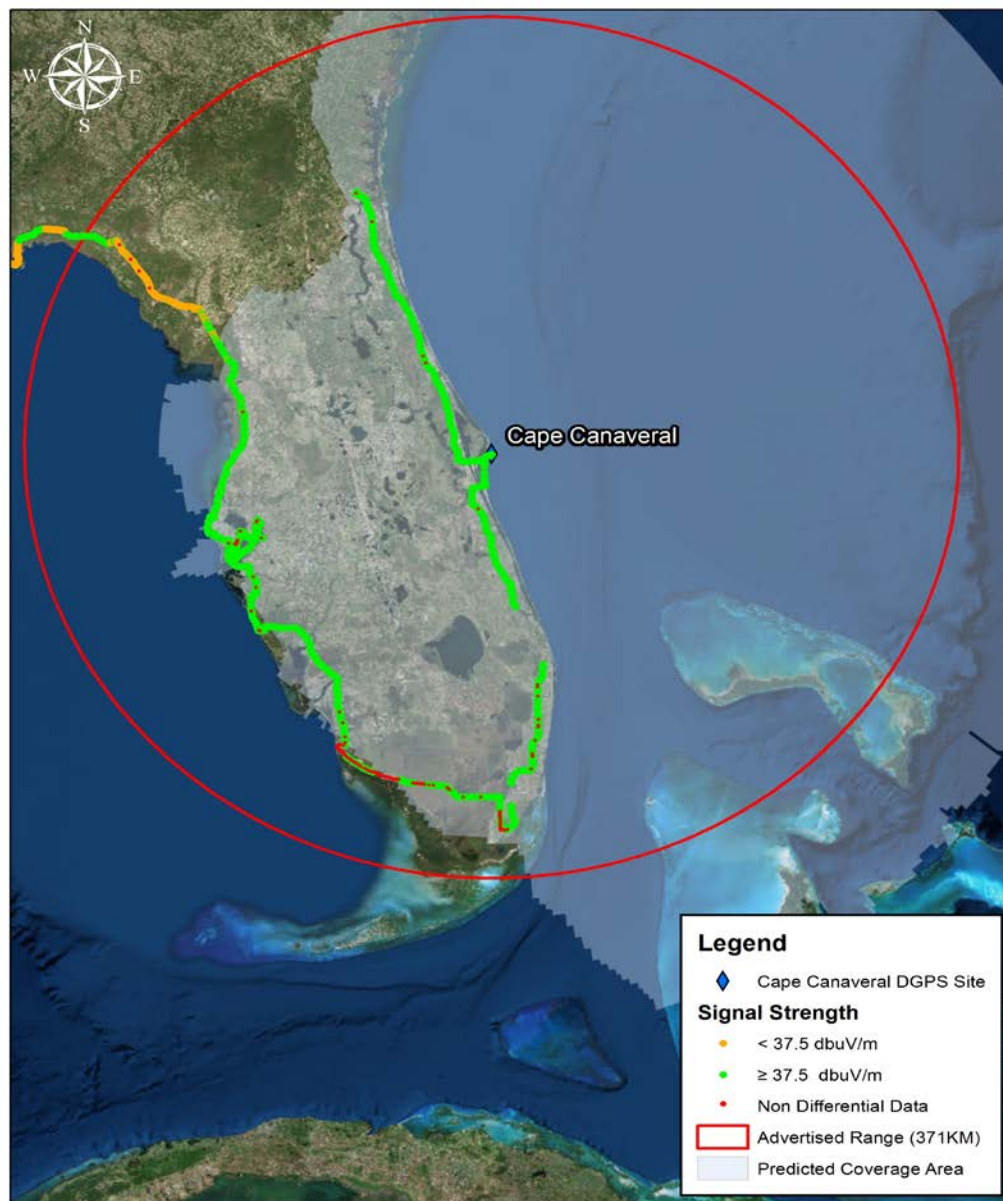 N
W E
S
Cape Canaveral
Legend
Cape Canaveral DGPS Site
Signal Strength
< 37.5 dbuV/m
≥ 37.5 dbuV/m
Non Differential Data
Advertised Range (371KM)
Predicted Coverage Area